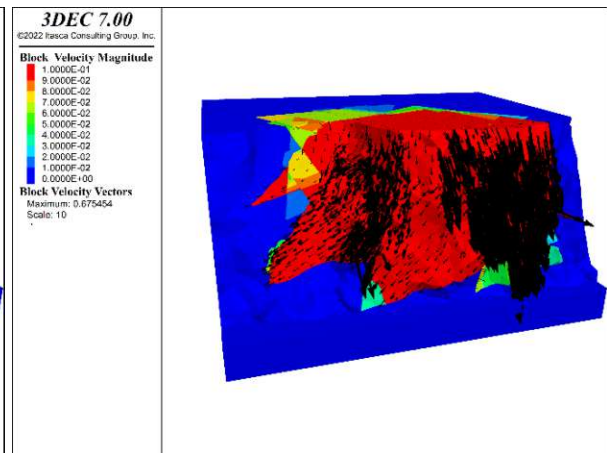 3DEC 7.00
©2022 Itasca Consulting Group, Inc.
Block Velocity Magnitude
1.0000E-01
9.0000E-02
8.0000E-02
7.0000E-02
6.0000E-02
5.0000E-02
4.0000E-02
3.0000E-02
2.0000E-02
1.0000E-02
0.0000E+00
Block Velocity Vectors
Maximum: 0.675454
Scale: 10